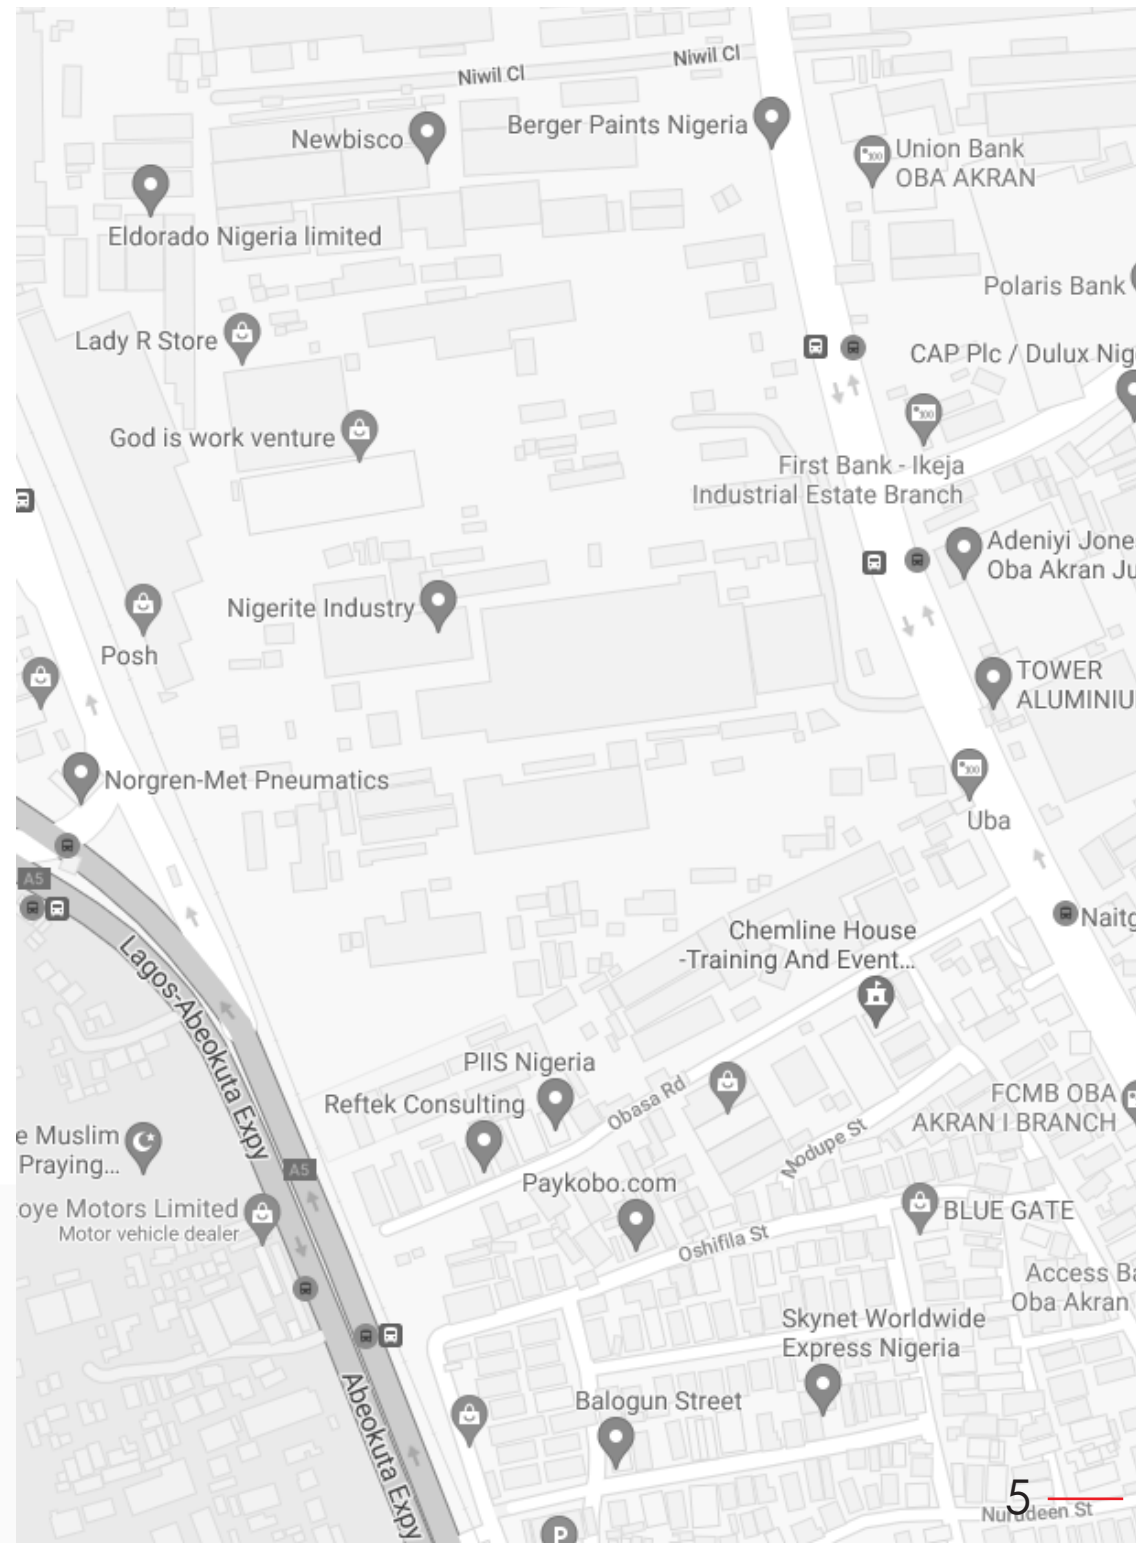 Niwil Cl
Niwil Cl
Newbisco
Berger Paints Nigeria
Union Bank
OBA AKRAN
Eldorado Nigeria limited
Polaris Bank
Lady R Store
CAP Plc / Dulux Nig
God is work venture
First Bank - Ikeja
Industrial Estate Branch
Adeniyi Jone
Oba Akran Ju
Nigerite Industry
Posh
TOWER
ALUMINIU
Norgren-Met Pneumatics
Uba
A5
Naitg
Chemline House
-Training And Event...
Lagos-Abeokuta Expy
PIIS Nigeria
Reftek Consulting
Obasa Rd
FCMB OBA
AKRAN I BRANCH
Nodupe St
e Muslim
Praying...
A5
Paykobo.com
oye Motors Limited
Motor vehicle dealer
BLUE GATE
Oshifila St
Access Ba
Oba Akran
Skynet Worldwide
Express Nigeria
Abeokuta Expy
Balogun Street
5
Nurudeen St
P